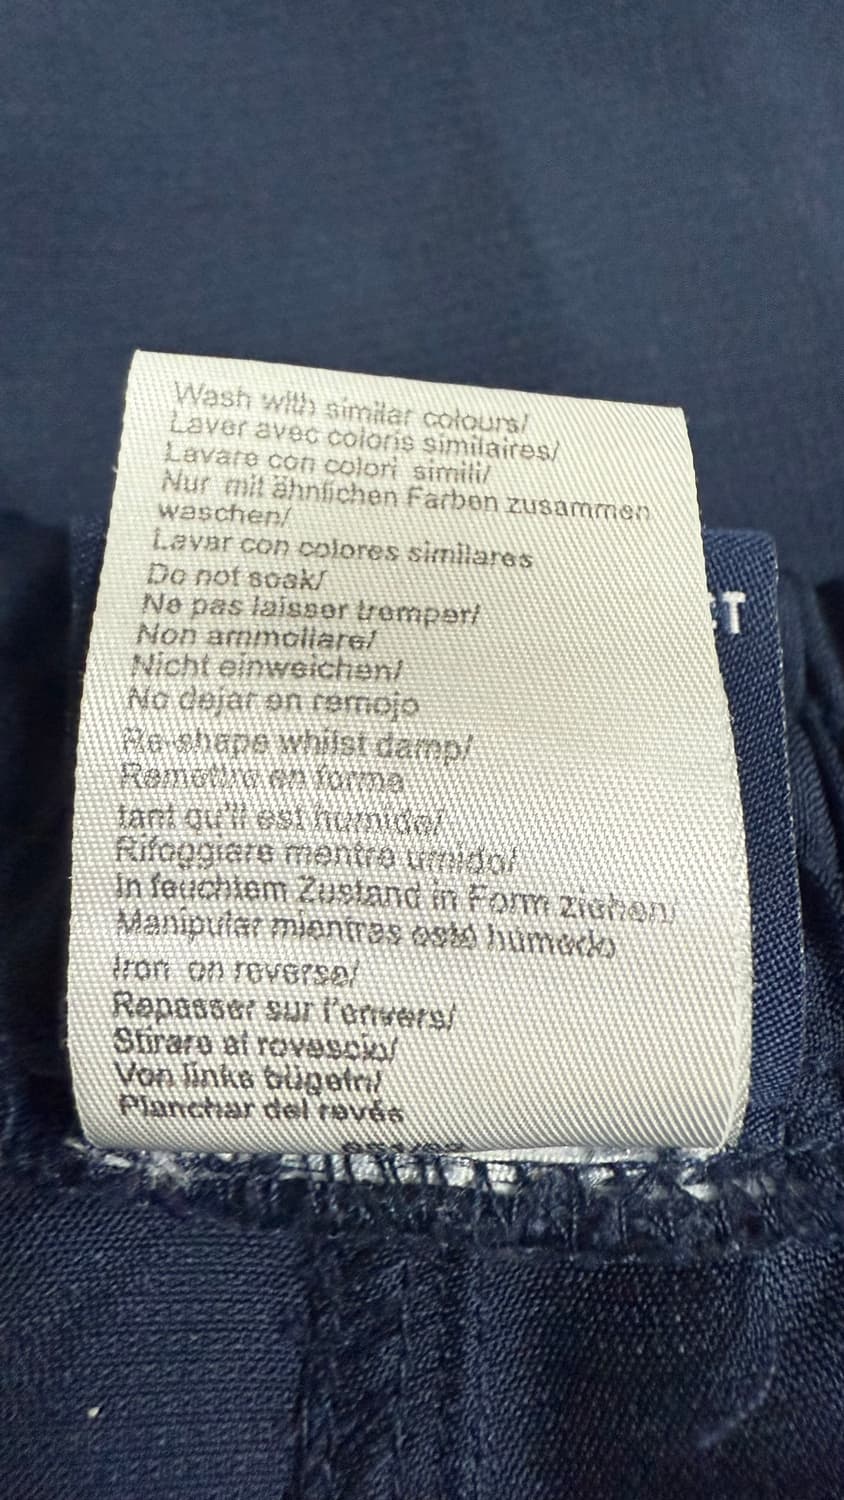 Wash with similar colours/
Laver avec coloris similaires/
Lavare con colori simili/
Nur mit ähnlichen Farben zusammen
waschen/
Lavar con colores similares
Do not soak/
Ne pas laisser tremper/
Non ammollare/
Nicht einweichen/
No dejar en remojo
Re-shape whilst damp/
Remettre en forme
tant qu'il est humide/
Rifoggiare mentre umido/
In feuchtem Zustand in Form ziehen/
Manipular mientras esté húmedo
Iron on reverse/
Repasser sur l'envers/
Stirare al rovescio/
Von links bügeln/
Planchar del revés